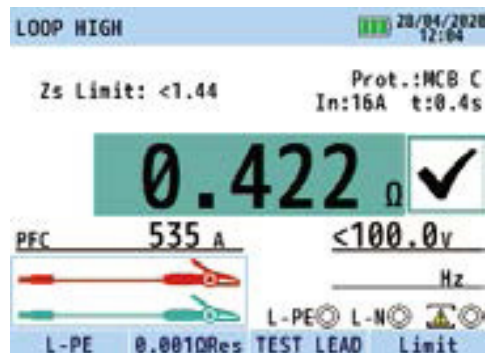 LOOP HIGH 28/04/2020
12:04
Zs Limit: <1.44 Prot.:MCB C
In:16A t:0.4s
0.422 Ω
PFC 535 A <100.0v
Hz
L-PE L-N
L-PE 0.001ΩRes TEST LEAD Limit